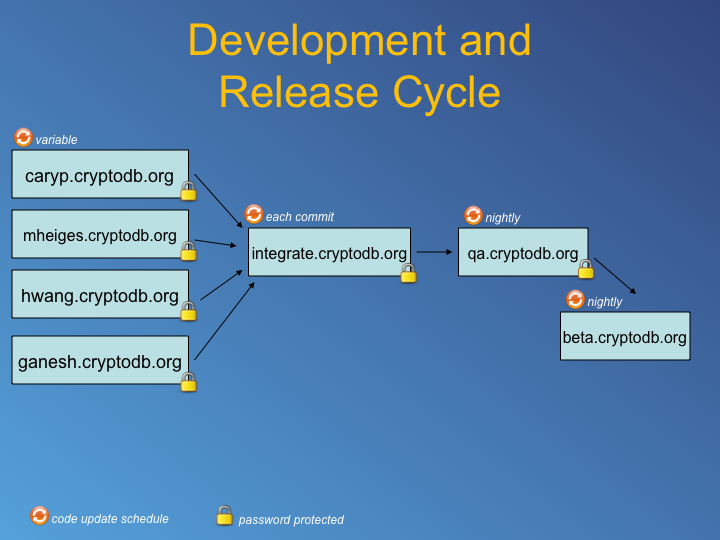 Development and
Release Cycle
variable
caryp.cryptodb.org
mheiges.cryptodb.org
hwang.cryptodb.org
ganesh.cryptodb.org
each commit
integrate.cryptodb.org
nightly
qa.cryptodb.org
nightly
beta.cryptodb.org
code update schedule
password protected